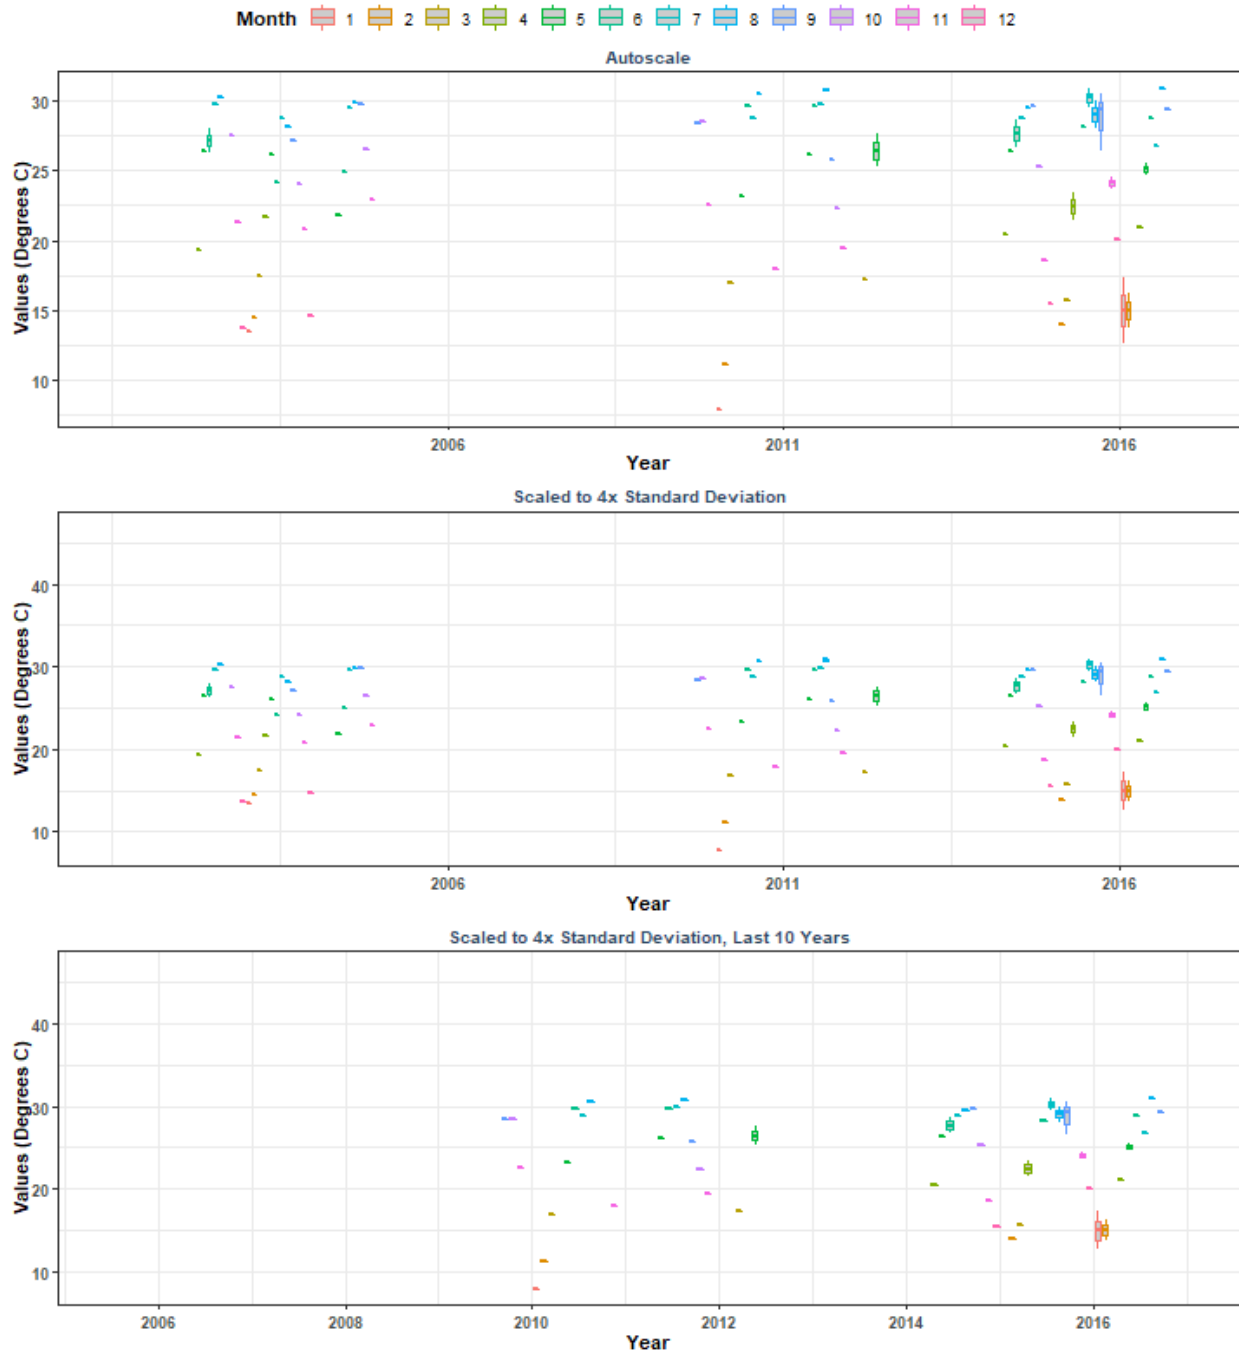 Month 1 2 3 4 5 6 7 8 9 10 11 12
Autoscale
Values (Degrees C)
30
25
20
15
10
2006 2011 2016
Year
Scaled to 4x Standard Deviation
Values (Degrees C)
40
30
20
10
2006 2011 2016
Year
Scaled to 4x Standard Deviation, Last 10 Years
Values (Degrees C)
40
30
20
10
2006 2008 2010 2012 2014 2016
Year